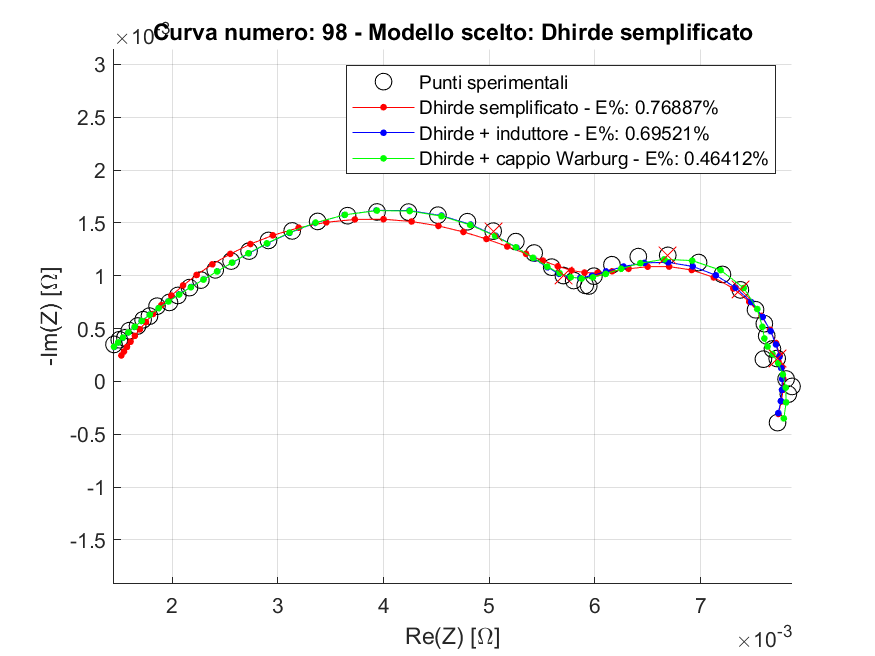 ×10⁻³
Curva numero: 98 - Modello scelto: Dhirde semplificato
Punti sperimentali
Dhirde semplificato - E%: 0.76887%
Dhirde + induttore - E%: 0.69521%
Dhirde + cappio Warburg - E%: 0.46412%
3
2.5
2
1.5
1
0.5
0
-0.5
-1
-1.5
-Im(Z) [Ω]
2 3 4 5 6 7
Re(Z) [Ω]
×10⁻³